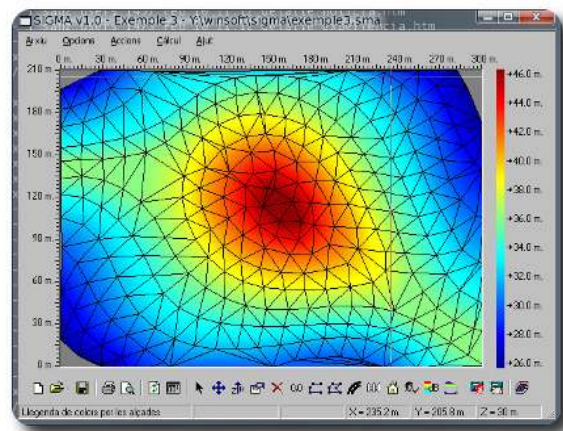 SIGMA v1.0 - Exemple 3 - Y:\winsoft\sigma\exemple3.sma
Arxiu Opcions Accions Càlcul Ajut
0 m. 30 m. 60 m. 90 m. 120 m. 150 m. 180 m. 210 m. 240 m. 270 m. 300 m.
210 m.
180 m.
150 m.
120 m.
90 m.
60 m.
30 m.
0 m.
+46.0 m.
+44.0 m.
+42.0 m.
+40.0 m.
+38.0 m.
+36.0 m.
+34.0 m.
+32.0 m.
+30.0 m.
+28.0 m.
+26.0 m.
Llegenda de colors per les alçades X = 235.2 m Y = 205.8 m Z = 30 m.